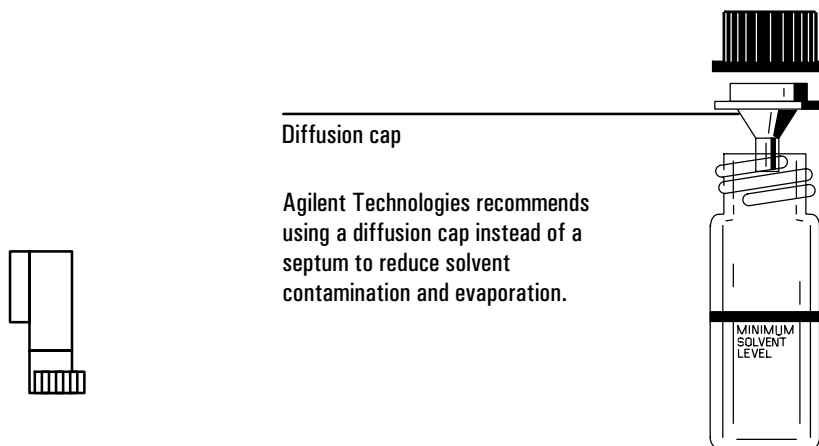 Diffusion cap
Agilent Technologies recommends
using a diffusion cap instead of a
septum to reduce solvent
contamination and evaporation.
MINIMUM
SOLVENT
LEVEL